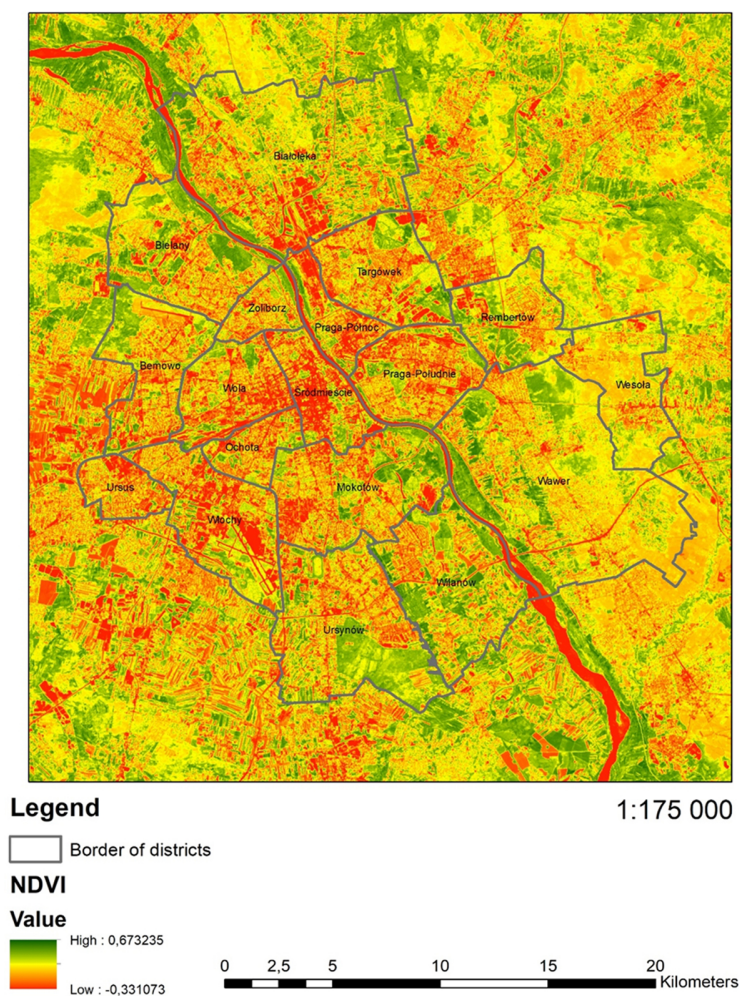 Białołęka
Bielany
Targówek
Żoliborz
Rembertów
Praga-Północ
Bemowo
Praga-Południe
Wola
Śródmieście
Wesoła
Ochota
Ursus
Mokotów
Wawer
Włochy
Wilanów
Ursynów
Legend
1:175 000
Border of districts
NDVI
Value
High : 0,673235
Low : -0,331073
0 2,5 5 10 15 20
Kilometers